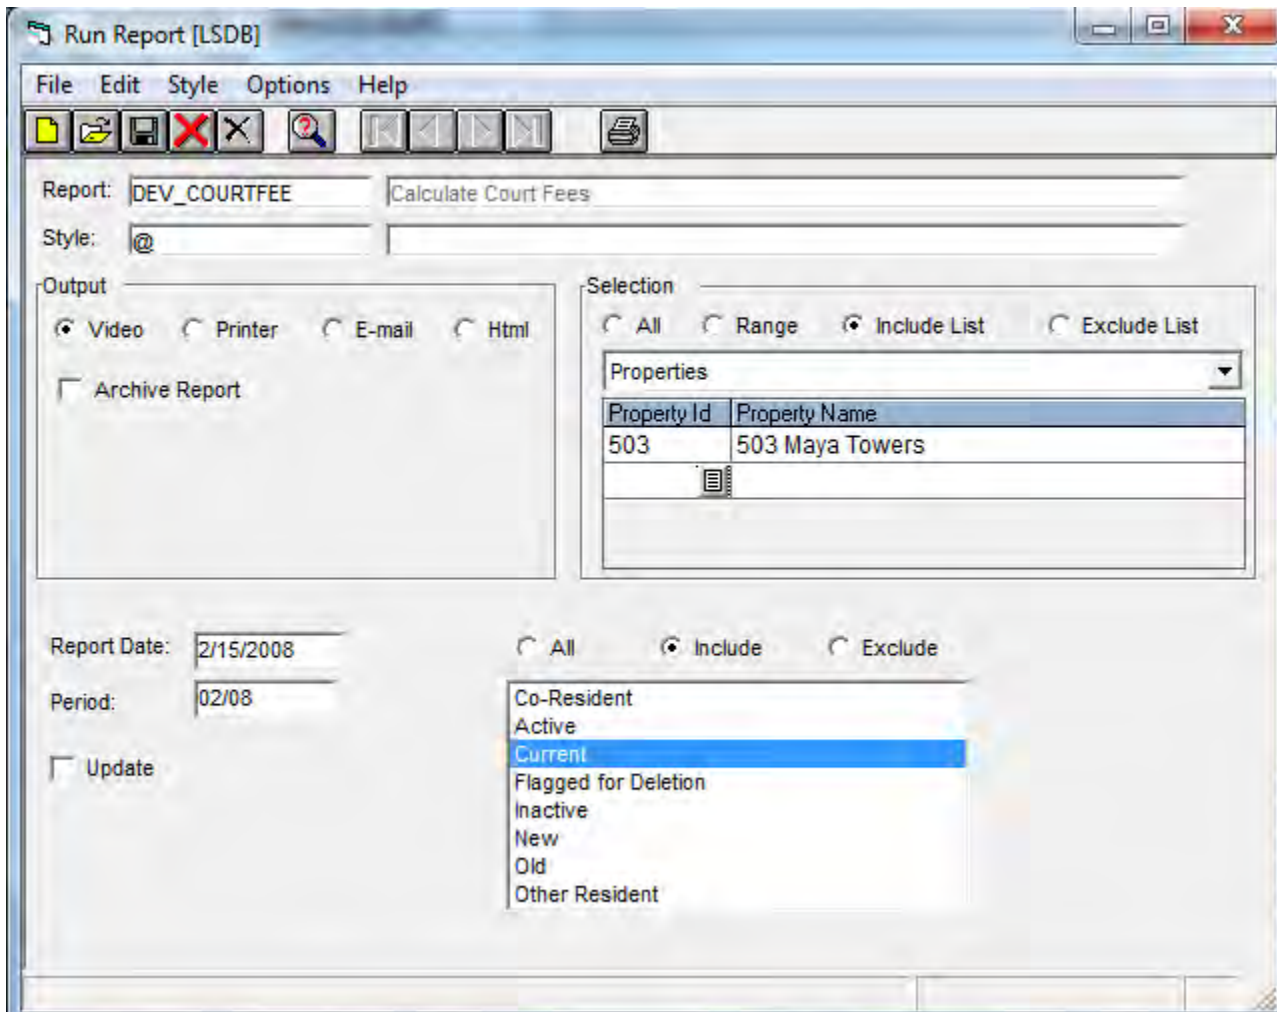 Run Report [LSDB]
File Edit Style Options Help
Report: DEV_COURTFEE Calculate Court Fees
Style: @
Output
Video Printer E-mail Html
Archive Report
Selection
All Range Include List Exclude List
Properties
Property Id Property Name
503 503 Maya Towers
Report Date: 2/15/2008
Period: 02/08
Update
All Include Exclude
Co-Resident
Active
Current
Flagged for Deletion
Inactive
New
Old
Other Resident